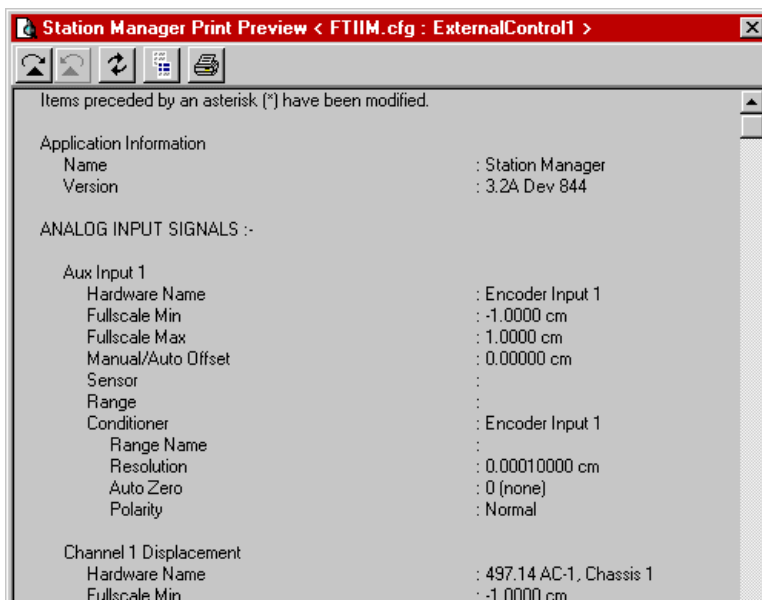 Station Manager Print Preview < FTIIM.cfg : ExternalControl1 >
Items preceded by an asterisk (*) have been modified.
Application Information
Name : Station Manager
Version : 3.2A Dev 844
ANALOG INPUT SIGNALS :-
Aux Input 1
Hardware Name : Encoder Input 1
Fullscale Min : -1.0000 cm
Fullscale Max : 1.0000 cm
Manual/Auto Offset : 0.00000 cm
Sensor :
Range :
Conditioner : Encoder Input 1
Range Name :
Resolution : 0.00010000 cm
Auto Zero : 0 (none)
Polarity : Normal
Channel 1 Displacement
Hardware Name : 497.14 AC-1, Chassis 1
Fullscale Min : -1.0000 cm